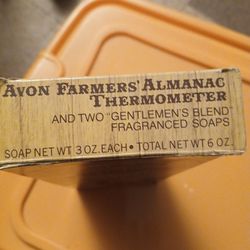 AVON FARMERS' ALMANAC
THERMOMETER
AND TWO "GENTLEMEN'S BLEND"
FRAGRANCED SOAPS
SOAP NET WT 3 OZ. EACH • TOTAL NET WT 6 OZ.